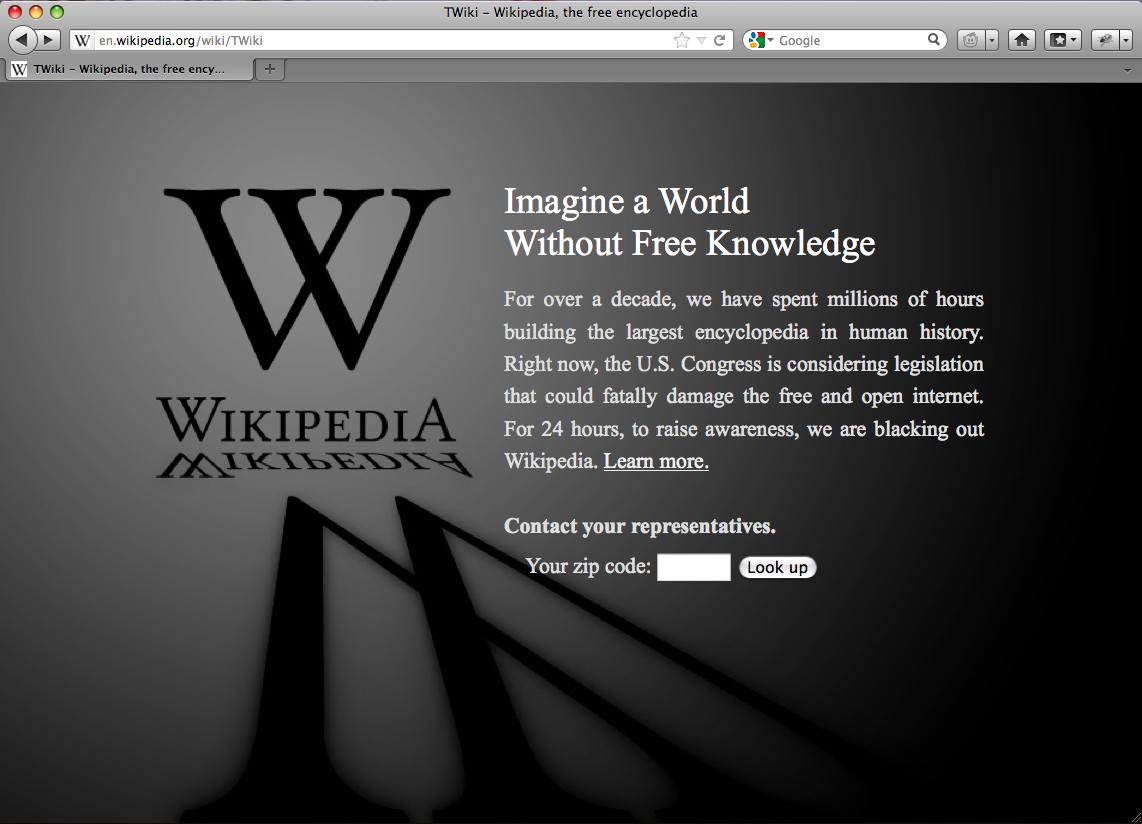 TWiki – Wikipedia, the free encyclopedia
W en.wikipedia.org/wiki/TWiki
Google
W TWiki – Wikipedia, the free ency...
W
Imagine a World
Without Free Knowledge
For over a decade, we have spent millions of hours
building the largest encyclopedia in human history.
Right now, the U.S. Congress is considering legislation
that could fatally damage the free and open internet.
For 24 hours, to raise awareness, we are blacking out
Wikipedia. Learn more.
WIKIPEDIA
Contact your representatives.
Your zip code:
Look up